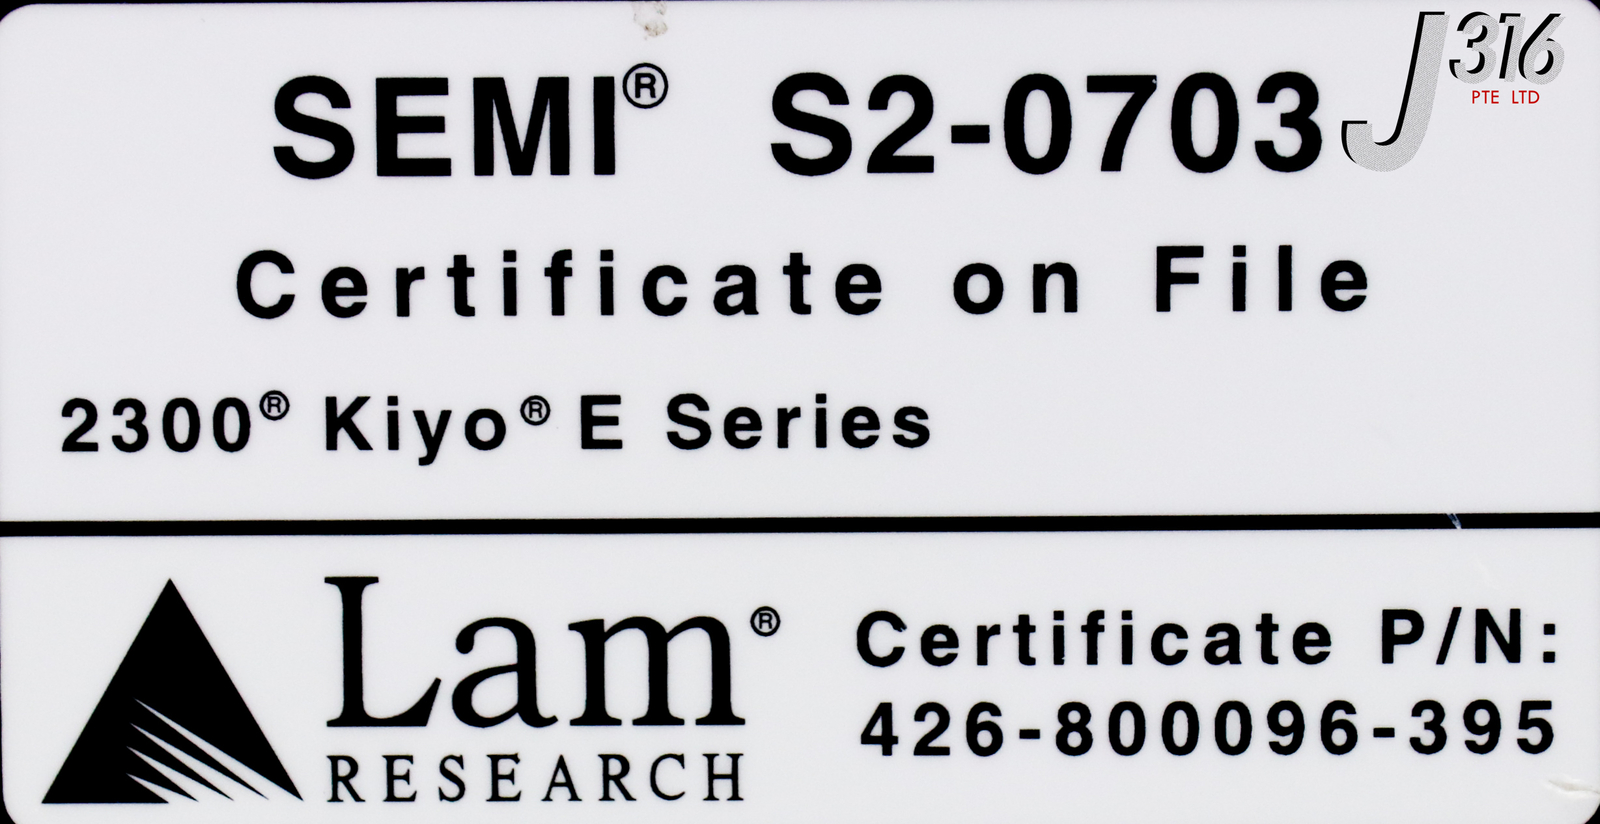 SEMI® S2-0703
J316
PTE LTD
Certificate on File
2300® Kiyo® E Series
Lam®
RESEARCH
Certificate P/N:
426-800096-395